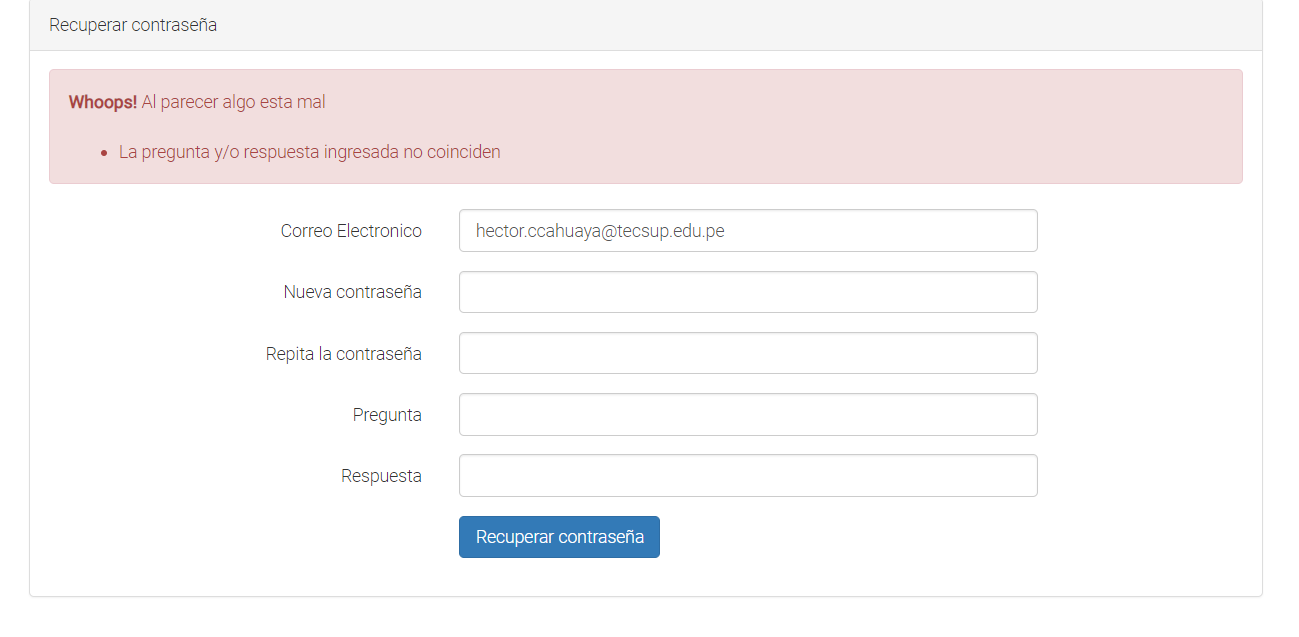 Recuperar contraseña
Whoops! Al parecer algo esta mal
La pregunta y/o respuesta ingresada no coinciden
Correo Electronico hector.ccahuaya@tecsup.edu.pe
Nueva contraseña
Repita la contraseña
Pregunta
Respuesta
Recuperar contraseña